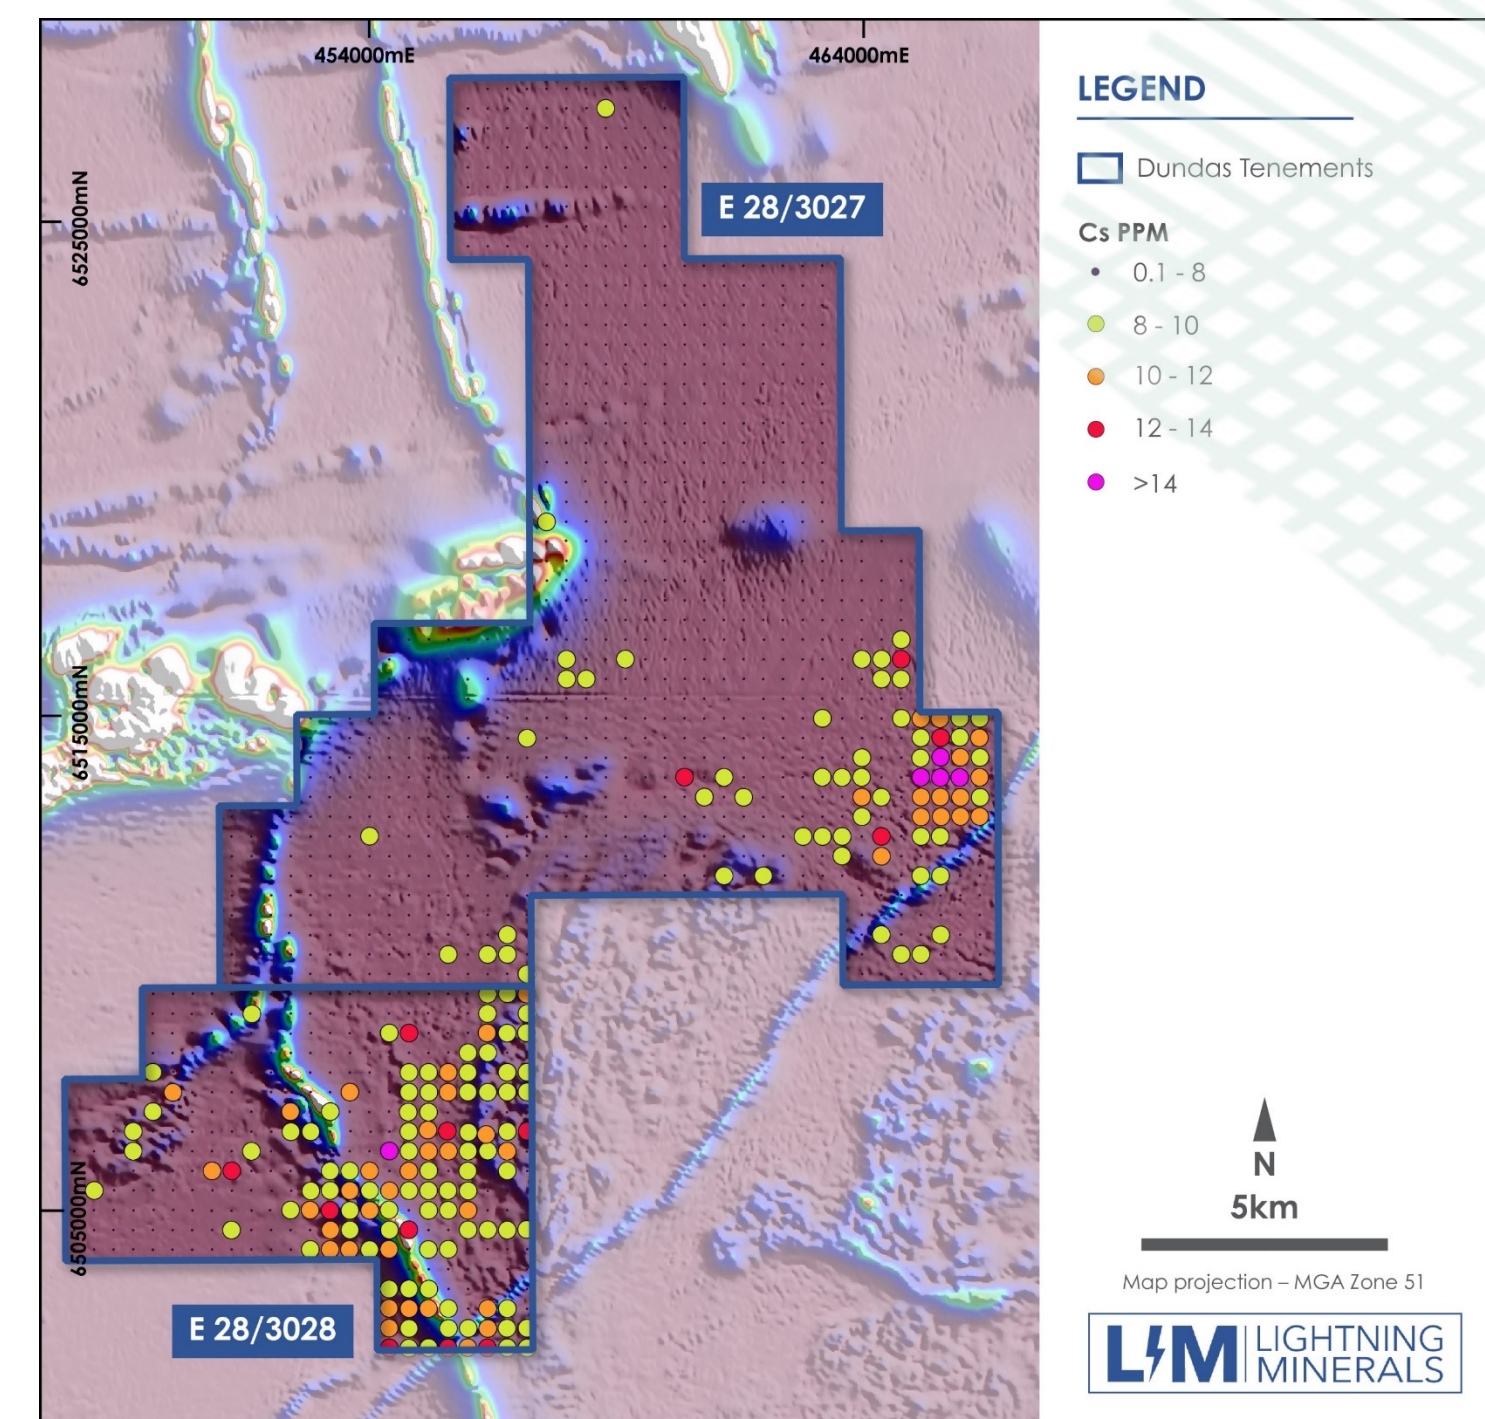 454000mE
464000mE
6525000mN
6515000mN
6505000mN
E 28/3027
E 28/3028
LEGEND
Dundas Tenements
Cs PPM
0.1 - 8
8 - 10
10 - 12
12 - 14
>14
N
5km
Map projection – MGA Zone 51
LM
LIGHTNING
MINERALS